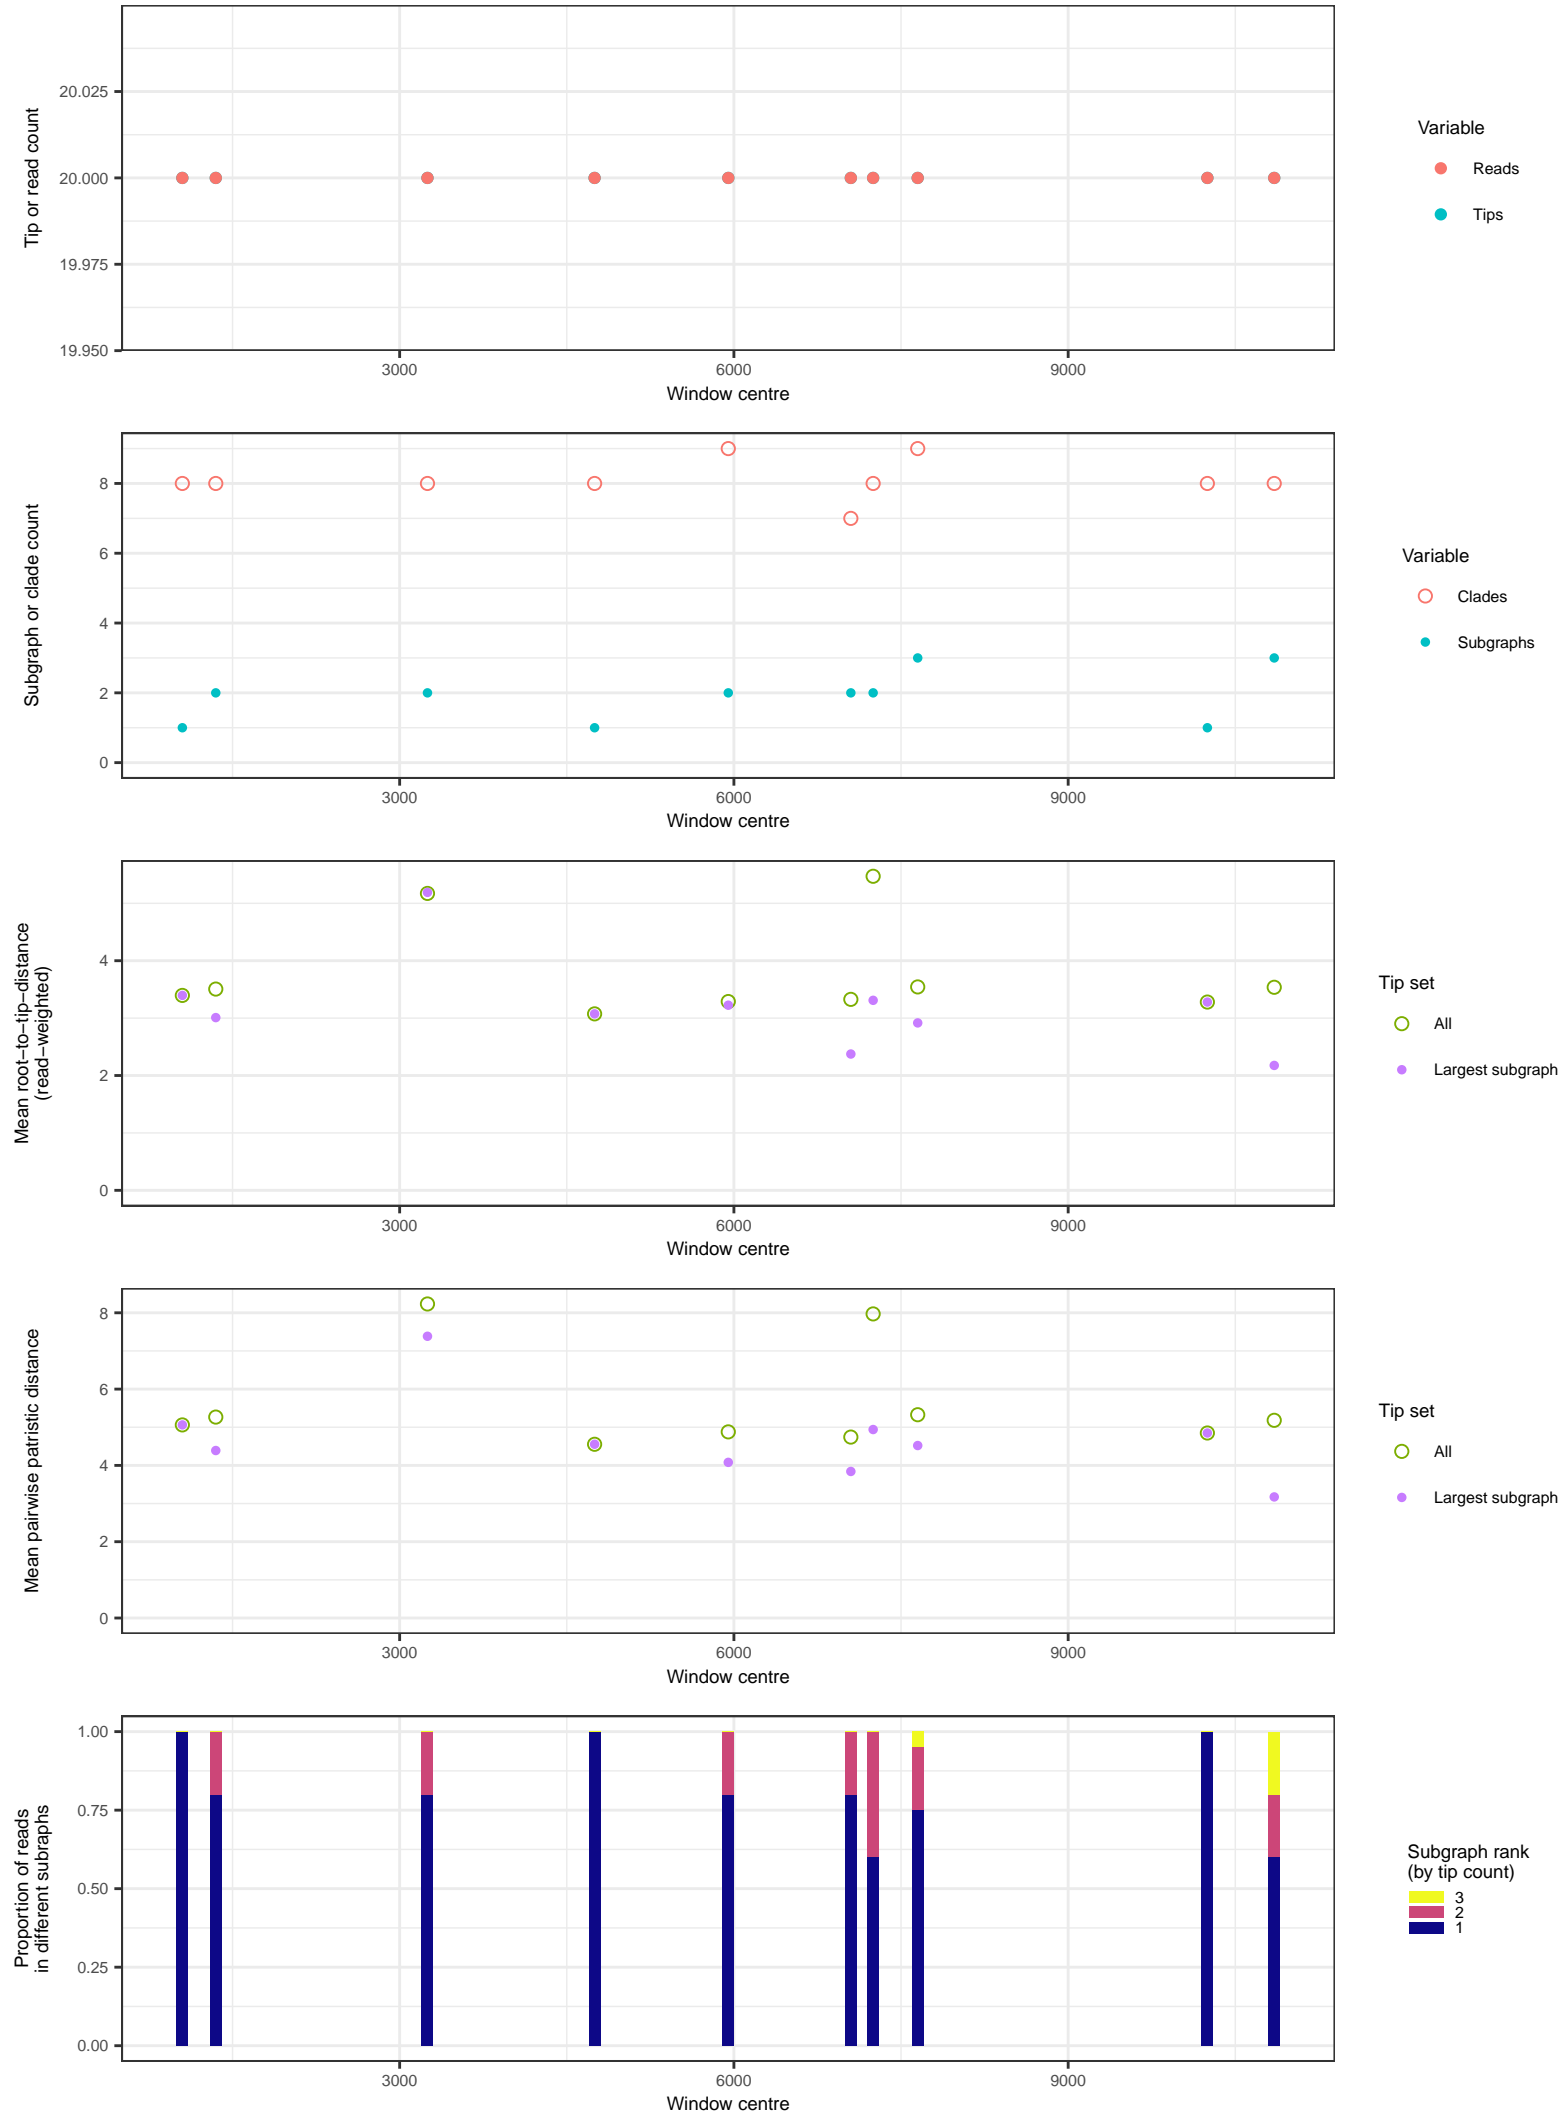 20.025
20.000
19.975
19.950
Tip or read count
3000
6000
9000
Window centre
Variable
Reads
Tips
8
6
4
2
0
Subgraph or clade count
3000
6000
9000
Window centre
Variable
Clades
Subgraphs
4
2
0
Mean root−to−tip−distance
(read−weighted)
3000
6000
9000
Window centre
Tip set
All
Largest subgraph
8
6
4
2
0
Mean pairwise patristic distance
3000
6000
9000
Window centre
Tip set
All
Largest subgraph
1.00
0.75
0.50
0.25
0.00
Proportion of reads
in different subraphs
3000
6000
9000
Window centre
Subgraph rank
(by tip count)
3
2
1